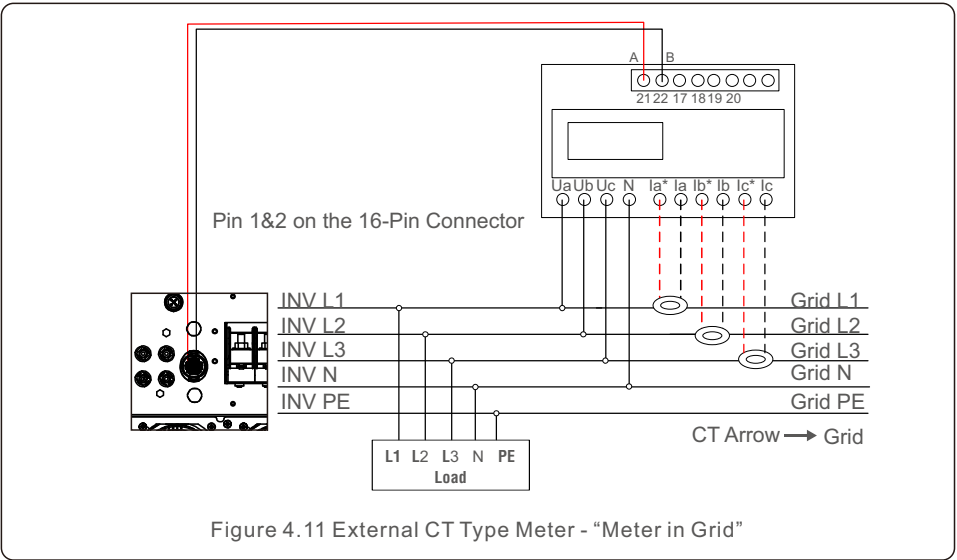 A B
21 22 17 18 19 20
Ua Ub Uc N Ia* Ia Ib* Ib Ic* Ic
Pin 1&2 on the 16-Pin Connector
INV L1 Grid L1
INV L2 Grid L2
INV L3 Grid L3
INV N Grid N
INV PE Grid PE
CT Arrow → Grid
L1 L2 L3 N PE
Load
Figure 4.11 External CT Type Meter - “Meter in Grid”